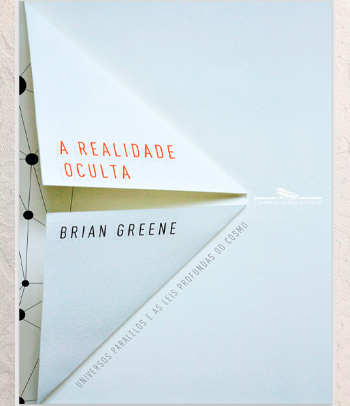 A REALIDADE
OCULTA
BRIAN GREENE
UNIVERSOS PARALELOS E AS LEIS PROFUNDAS DO COSMO